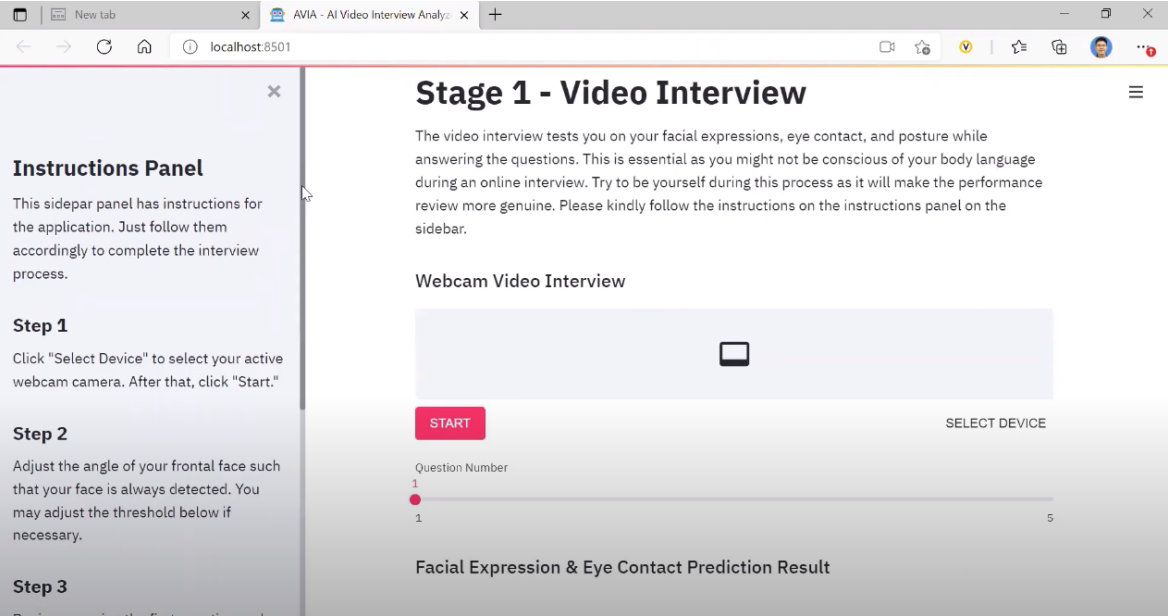 New tab
AVIA - AI Video Interview Analyz
localhost:8501
Instructions Panel
This sidepar panel has instructions for
the application. Just follow them
accordingly to complete the interview
process.
Step 1
Click "Select Device" to select your active
webcam camera. After that, click "Start."
Step 2
Adjust the angle of your frontal face such
that your face is always detected. You
may adjust the threshold below if
necessary.
Step 3
Stage 1 - Video Interview
The video interview tests you on your facial expressions, eye contact, and posture while
answering the questions. This is essential as you might not be conscious of your body language
during an online interview. Try to be yourself during this process as it will make the performance
review more genuine. Please kindly follow the instructions on the instructions panel on the
sidebar.
Webcam Video Interview
START
SELECT DEVICE
Question Number
1
1
5
Facial Expression & Eye Contact Prediction Result